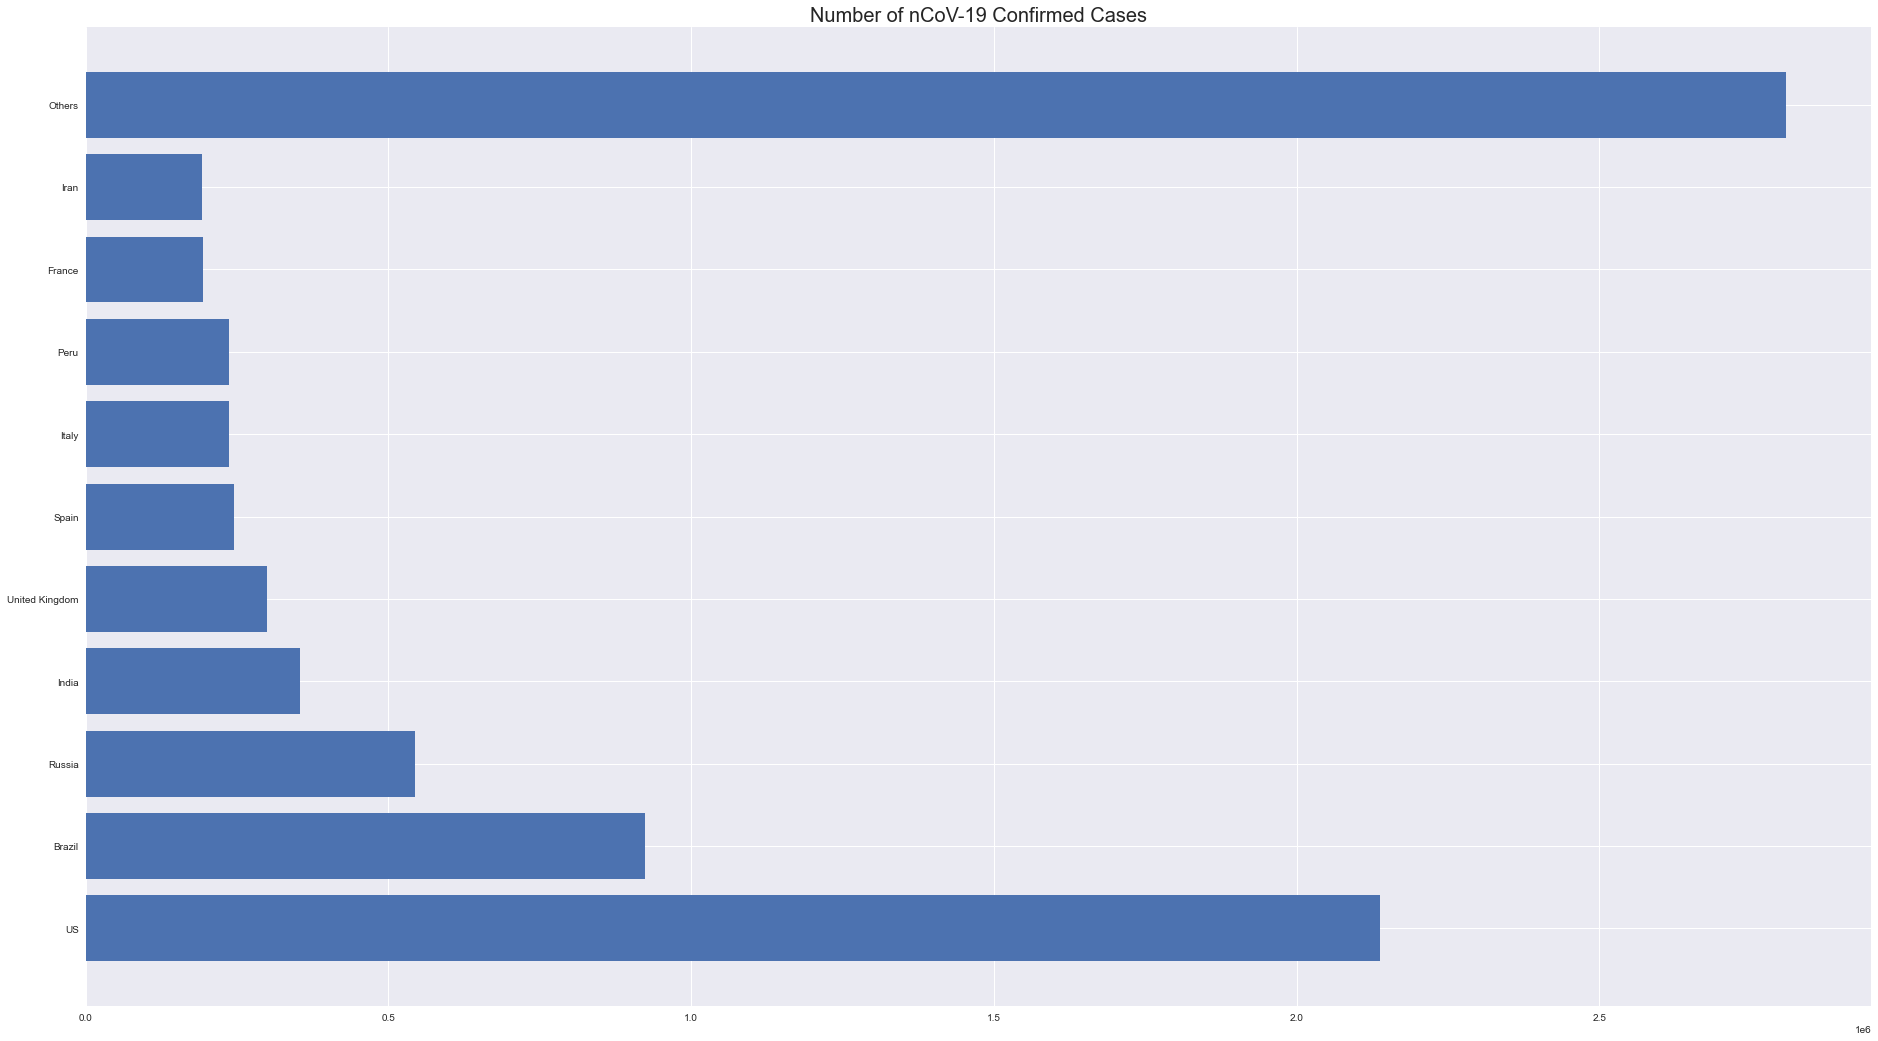 Number of nCoV-19 Confirmed Cases
Others
Iran
France
Peru
Italy
Spain
United Kingdom
India
Russia
Brazil
US
0.0 0.5 1.0 1.5 2.0 2.5
1e6